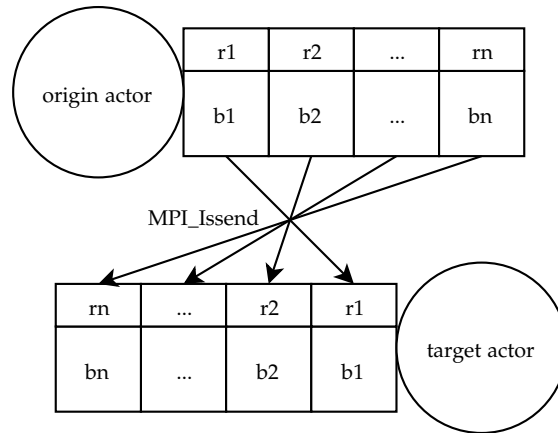 r1 r2 ... rn
origin actor
b1 b2 ... bn
MPI_Issend
rn ... r2 r1
target actor
bn ... b2 b1